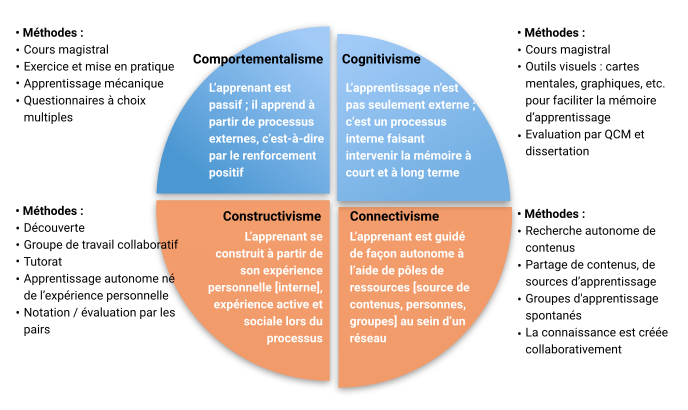 • Méthodes :
• Cours magistral
• Exercice et mise en pratique
• Apprentissage mécanique
• Questionnaires à choix
multiples
Comportementalisme
L'apprenant est
passif ; il apprend à
partir de processus
externes, c'est-à-dire
par le renforcement
positif
Cognitivisme
L'apprentissage n'est
pas seulement externe ;
c'est un processus
interne faisant
intervenir la mémoire à
court et à long terme
• Méthodes :
• Cours magistral
• Outils visuels : cartes
mentales, graphiques, etc.
pour faciliter la mémoire
d'apprentissage
• Evaluation par QCM et
dissertation
• Méthodes :
• Découverte
• Groupe de travail collaboratif
• Tutorat
• Apprentissage autonome né
de l'expérience personnelle
• Notation / évaluation par les
pairs
Constructivisme
L'apprenant se
construit à partir de
son expérience
personnelle [interne],
expérience active et
sociale lors du
processus
Connectivisme
L'apprenant est guidé
de façon autonome à
l'aide de pôles de
ressources [source de
contenus, personnes,
groupes] au sein d'un
réseau
• Méthodes :
• Recherche autonome de
contenus
• Partage de contenus, de
sources d'apprentissage
• Groupes d'apprentissage
spontanés
• La connaissance est créée
collaborativement